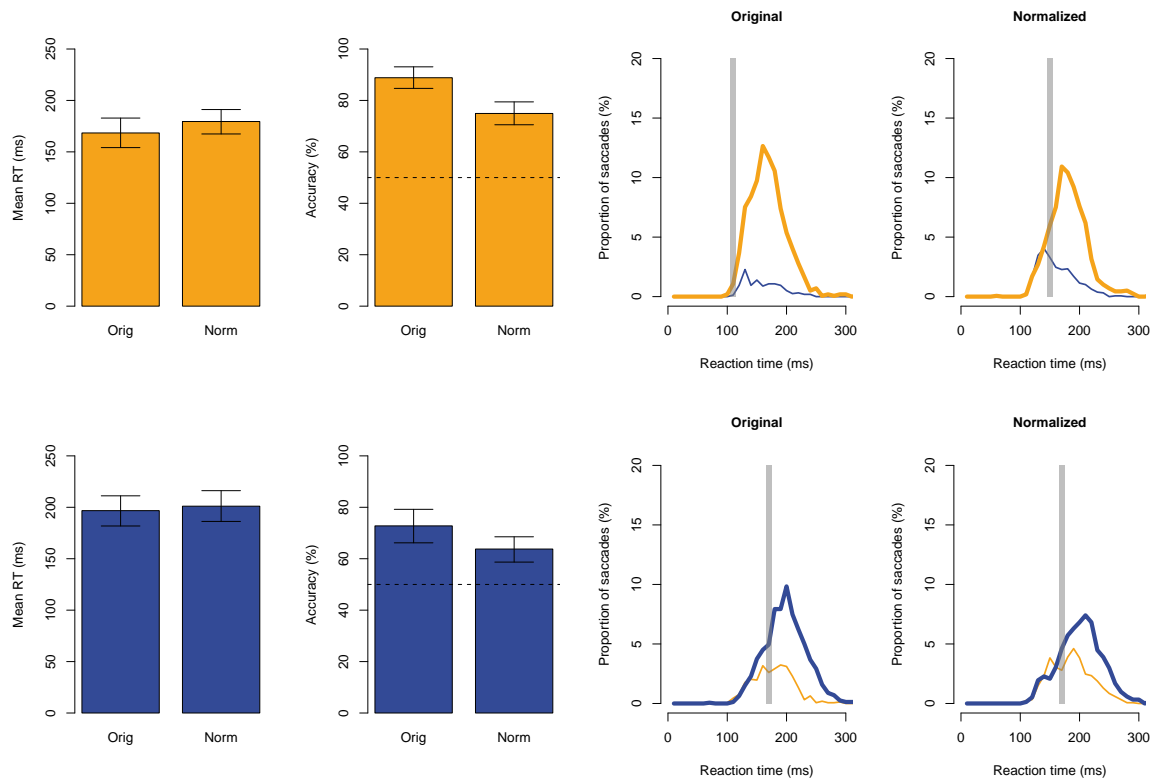 Original
Normalized
Mean RT (ms)
0 50 100 150 200 250
Orig Norm
Accuracy (%)
0 20 40 60 80 100
Orig Norm
Proportion of saccades (%)
0 5 10 15 20
0 100 200 300
Reaction time (ms)
Proportion of saccades (%)
0 5 10 15 20
0 100 200 300
Reaction time (ms)
Original
Normalized
Mean RT (ms)
0 50 100 150 200 250
Orig Norm
Accuracy (%)
0 20 40 60 80 100
Orig Norm
Proportion of saccades (%)
0 5 10 15 20
0 100 200 300
Reaction time (ms)
Proportion of saccades (%)
0 5 10 15 20
0 100 200 300
Reaction time (ms)